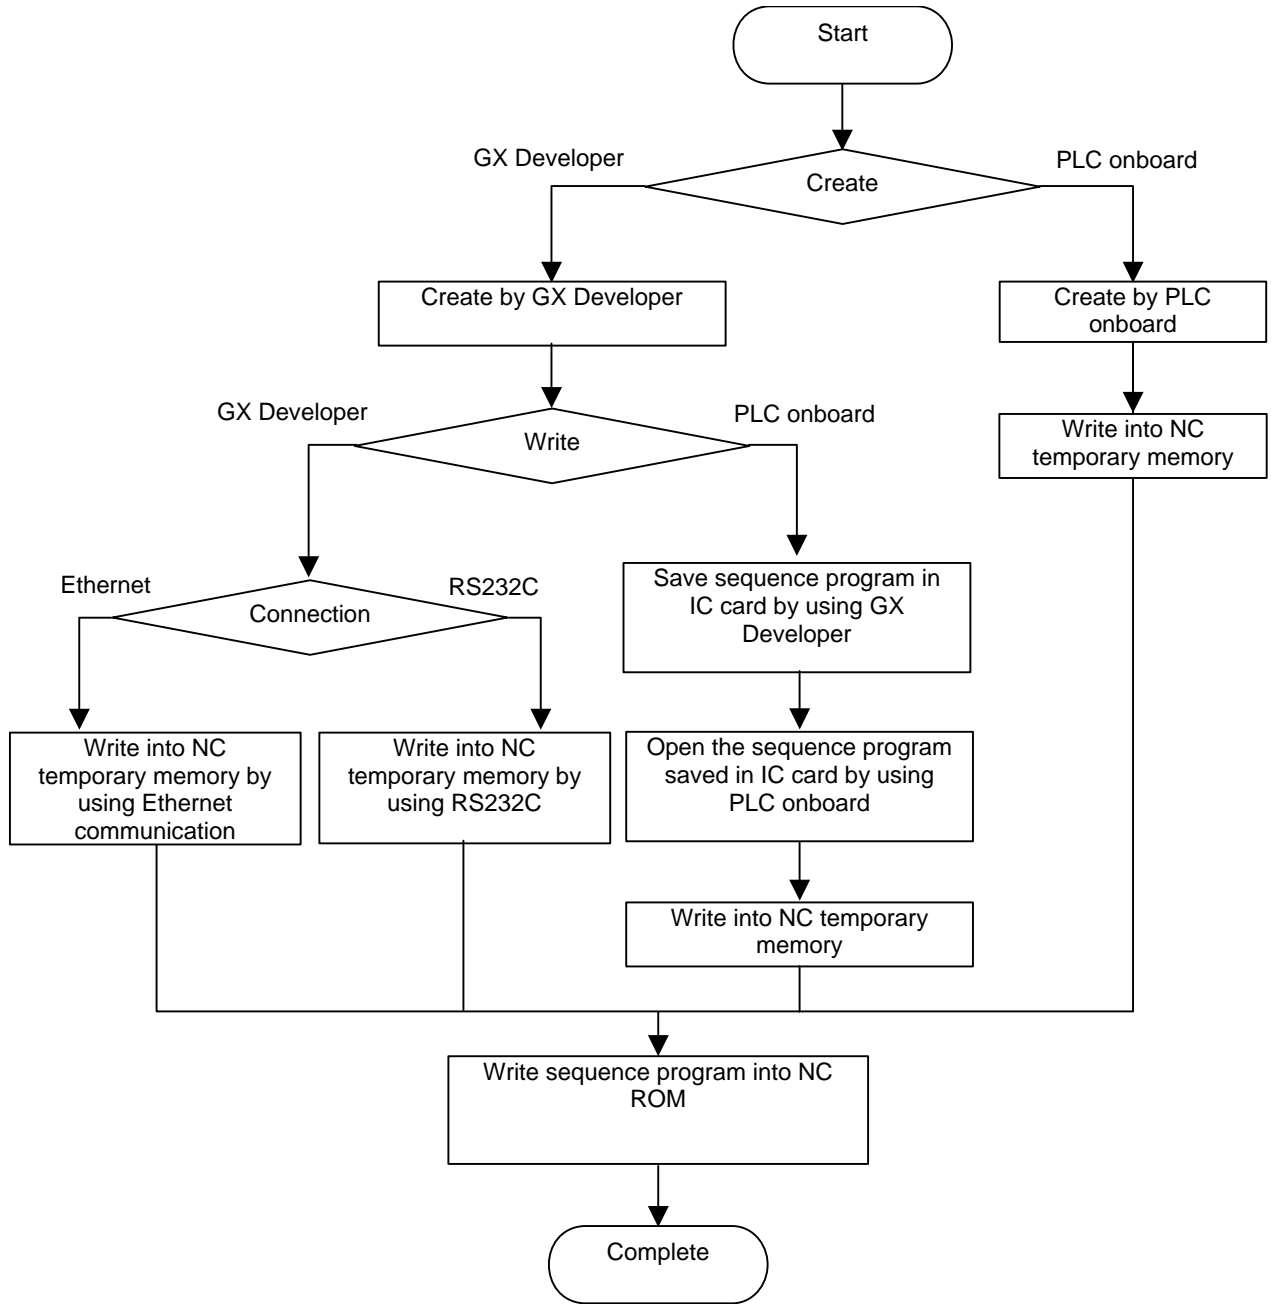 Start
GX Developer
PLC onboard
Create
Create by GX Developer
Create by PLC
onboard
GX Developer
PLC onboard
Write
Write into NC
temporary memory
Ethernet
RS232C
Connection
Save sequence program in
IC card by using GX
Developer
Write into NC
temporary memory by
using Ethernet
communication
Write into NC
temporary memory by
using RS232C
Open the sequence program
saved in IC card by using
PLC onboard
Write into NC temporary
memory
Write sequence program into NC
ROM
Complete